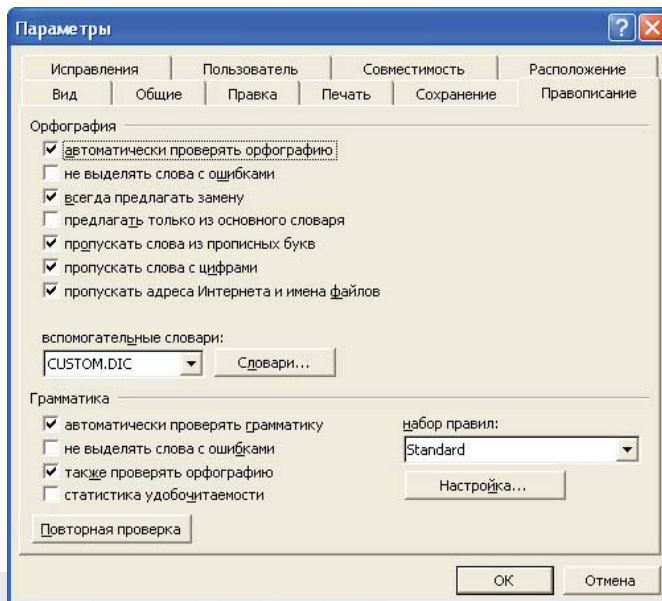 Параметры
Исправления Пользователь Совместимость Расположение
Вид Общие Правка Печать Сохранение Правописание
Орфография
автоматически проверять орфографию
не выделять слова с ошибками
всегда предлагать замену
предлагать только из основного словаря
пропускать слова из прописных букв
пропускать слова с цифрами
пропускать адреса Интернета и имена файлов
вспомогательные словари:
CUSTOM.DIC Словари...
Грамматика
автоматически проверять грамматику
набор правил:
не выделять слова с ошибками
Standard
также проверять орфографию
статистика удобочитаемости
Настройка...
Повторная проверка
ОК Отмена